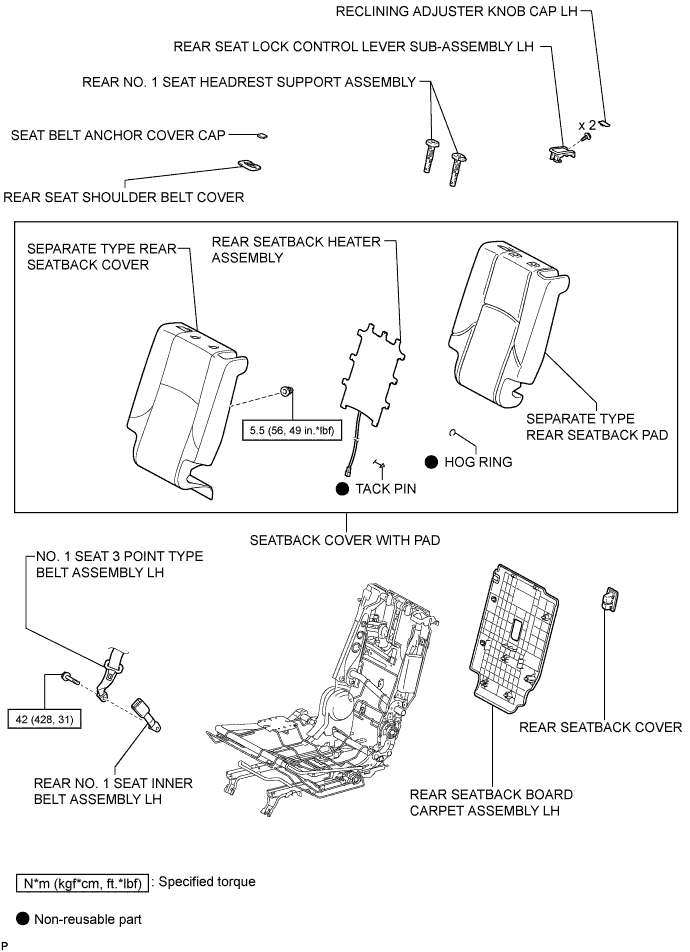 RECLINING ADJUSTER KNOB CAP LH
REAR SEAT LOCK CONTROL LEVER SUB-ASSEMBLY LH
REAR NO. 1 SEAT HEADREST SUPPORT ASSEMBLY
x 2
SEAT BELT ANCHOR COVER CAP
REAR SEAT SHOULDER BELT COVER
SEPARATE TYPE REAR
SEATBACK COVER
REAR SEATBACK HEATER
ASSEMBLY
5.5 (56, 49 in.*lbf)
SEPARATE TYPE
REAR SEATBACK PAD
HOG RING
TACK PIN
SEATBACK COVER WITH PAD
NO. 1 SEAT 3 POINT TYPE
BELT ASSEMBLY LH
42 (428, 31)
REAR NO. 1 SEAT INNER
BELT ASSEMBLY LH
REAR SEATBACK COVER
REAR SEATBACK BOARD
CARPET ASSEMBLY LH
N*m (kgf*cm, ft.*lbf) : Specified torque
Non-reusable part
P